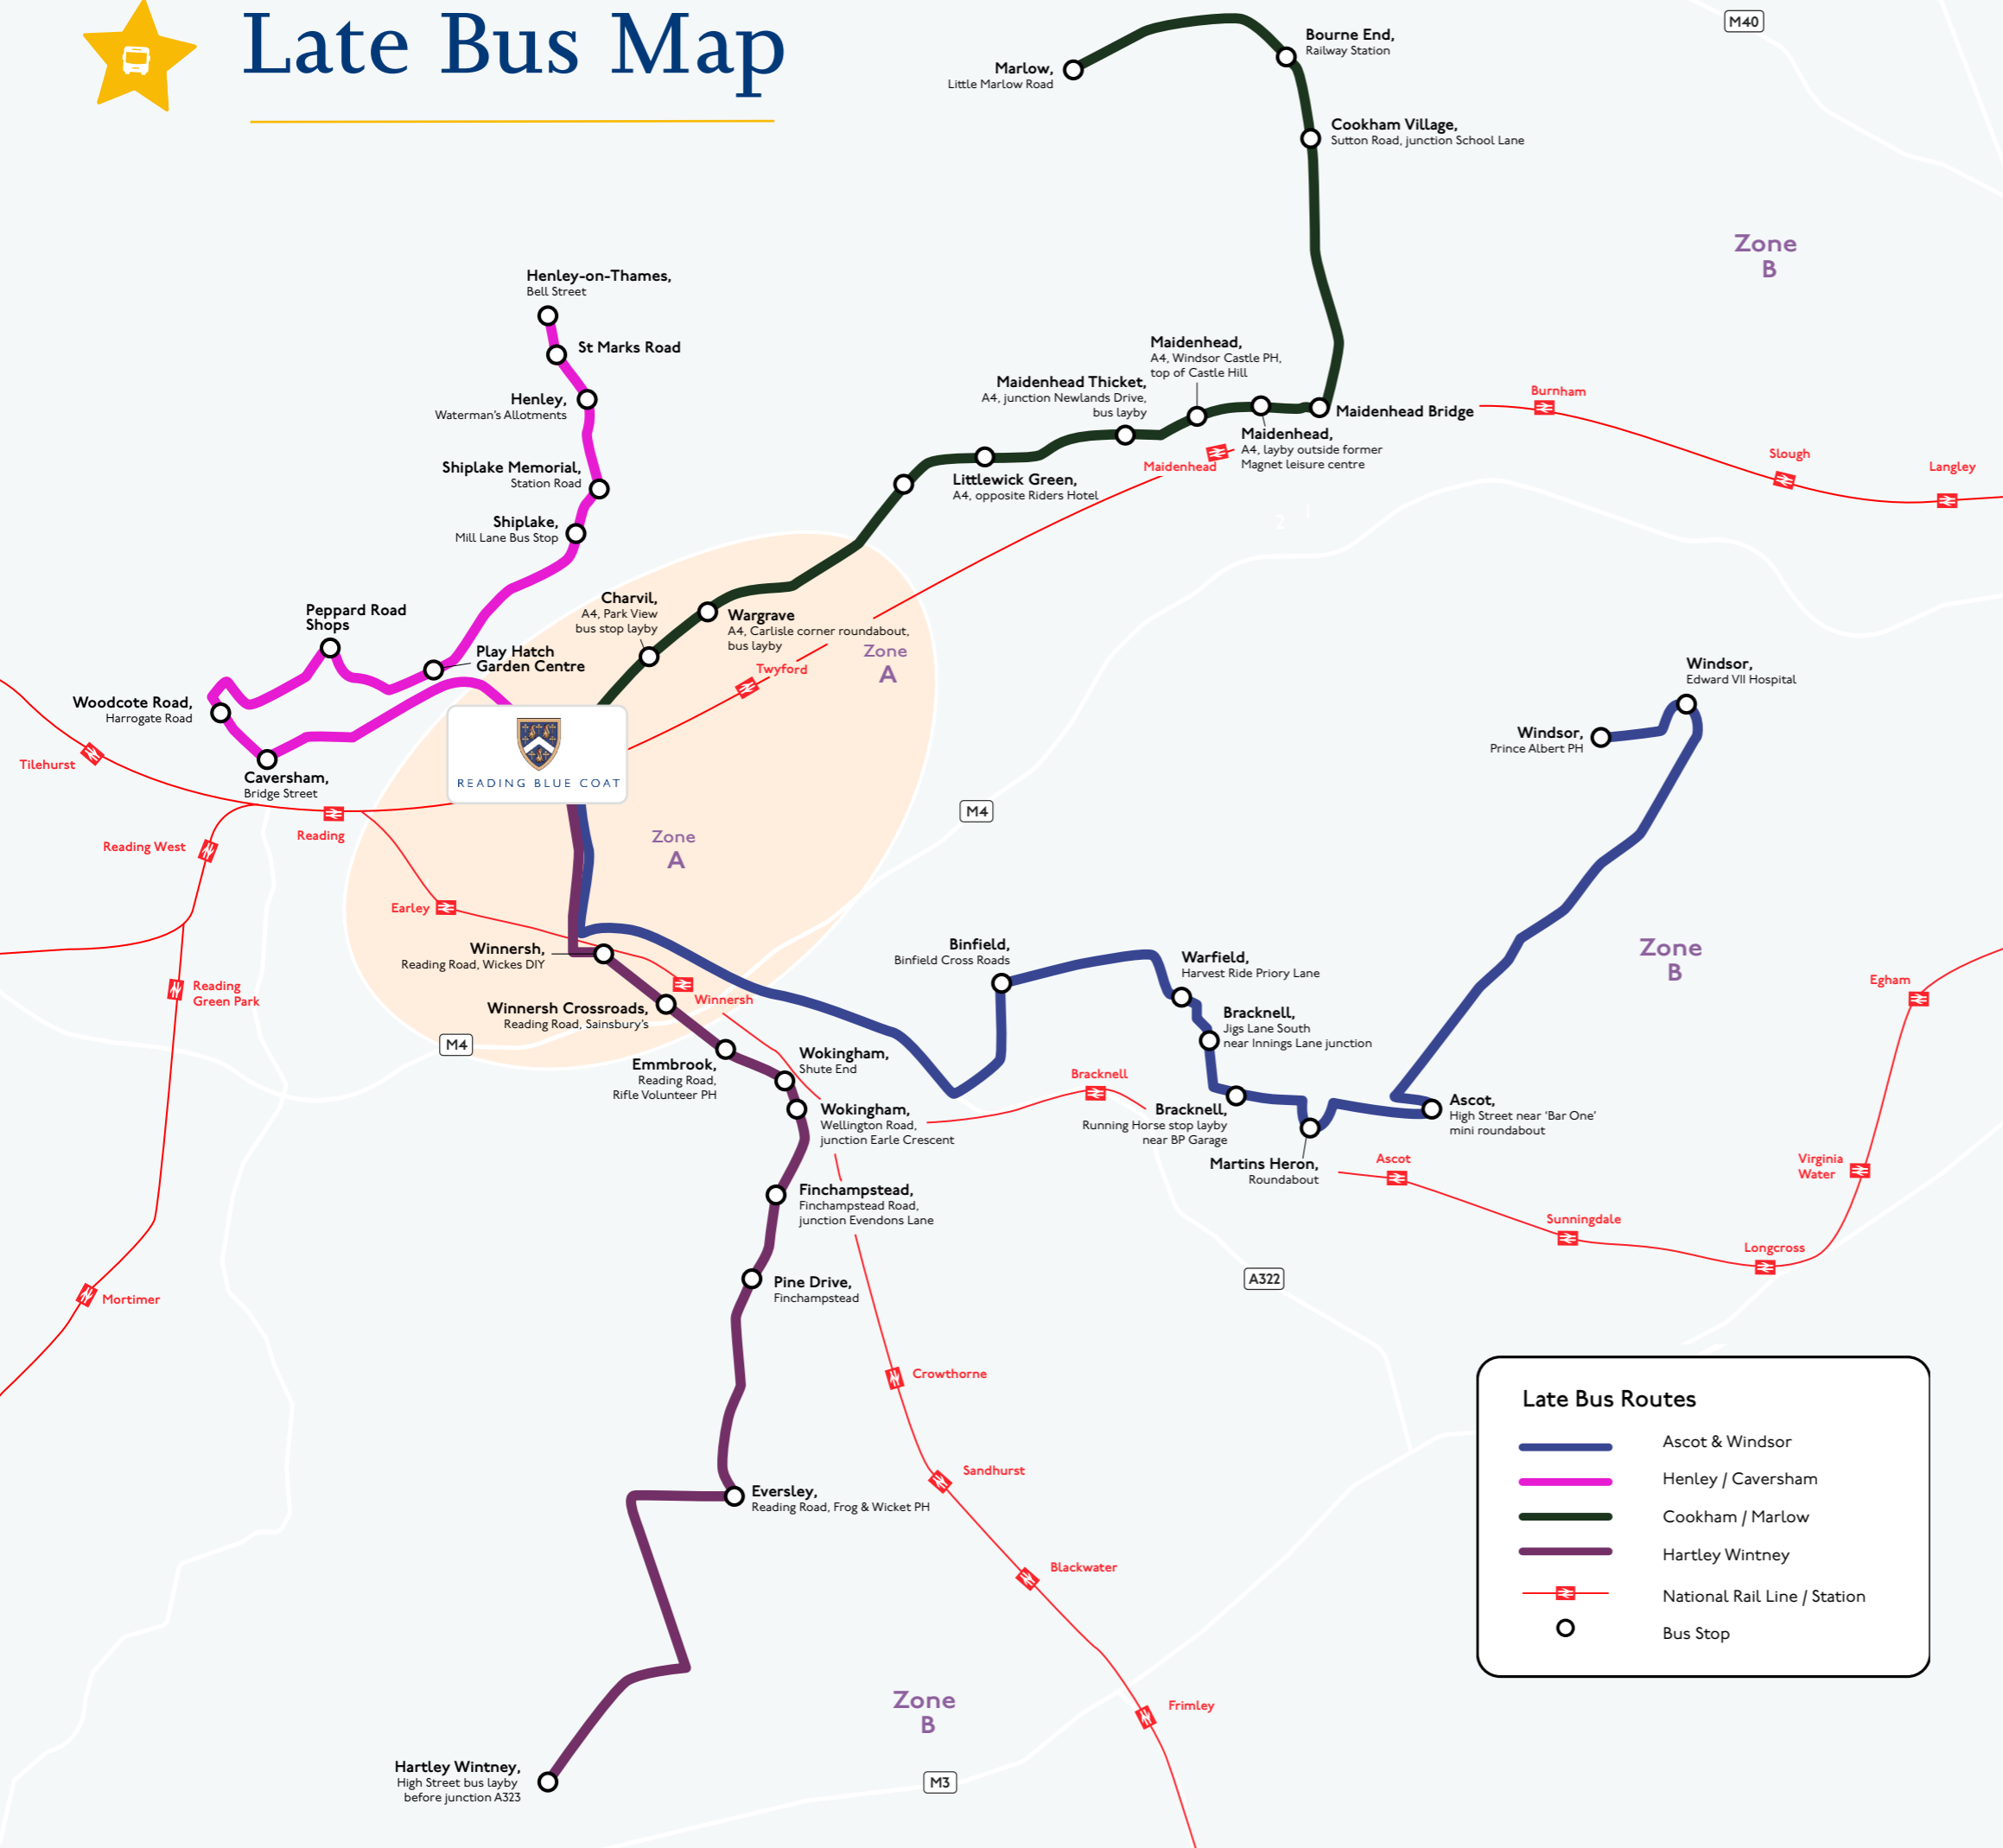 Late Bus Map
M40
Bourne End,
Railway Station
Marlow,
Little Marlow Road
Cookham Village,
Sutton Road, junction School Lane
Zone
B
Henley-on-Thames,
Bell Street
St Marks Road
Henley,
Waterman's Allotments
Shiplake Memorial,
Station Road
Shiplake,
Mill Lane Bus Stop
Peppard Road
Shops
Play Hatch
Garden Centre
Woodcote Road,
Harrogate Road
Caversham,
Bridge Street
Maidenhead,
A4, Windsor Castle PH,
top of Castle Hill
Maidenhead Thicket,
A4, junction Newlands Drive,
bus layby
Maidenhead Bridge
Maidenhead,
A4, layby outside former
Magnet leisure centre
Maidenhead
Littlewick Green,
A4, opposite Riders Hotel
Burnham
Slough
Langley
1
2
Charvil,
A4, Park View
bus stop layby
Wargrave
A4, Carlisle corner roundabout,
bus layby
Zone
A
Twyford
READING BLUE COAT
Tilehurst
Reading
Reading West
Earley
Reading
Green Park
Mortimer
Zone
A
M4
Windsor,
Edward VII Hospital
Windsor,
Prince Albert PH
Winnersh,
Reading Road, Wickes DIY
Winnersh
Winnersh Crossroads,
Reading Road, Sainsbury's
M4
Emmbrook,
Reading Road,
Rifle Volunteer PH
Wokingham,
Shute End
Wokingham,
Wellington Road,
junction Earle Crescent
Binfield,
Binfield Cross Roads
Warfield,
Harvest Ride Priory Lane
Bracknell,
Jigs Lane South
near Innings Lane junction
Bracknell
Bracknell,
Running Horse stop layby
near BP Garage
Martins Heron,
Roundabout
Ascot,
High Street near 'Bar One'
mini roundabout
Zone
B
Egham
Virginia
Water
Ascot
Sunningdale
Longcross
A322
Finchampstead,
Finchampstead Road,
junction Evendons Lane
Pine Drive,
Finchampstead
Crowthorne
Sandhurst
Eversley,
Reading Road, Frog & Wicket PH
Blackwater
Frimley
Zone
B
Hartley Wintney,
High Street bus layby
before junction A323
M3
Late Bus Routes
Ascot & Windsor
Henley / Caversham
Cookham / Marlow
Hartley Wintney
National Rail Line / Station
Bus Stop